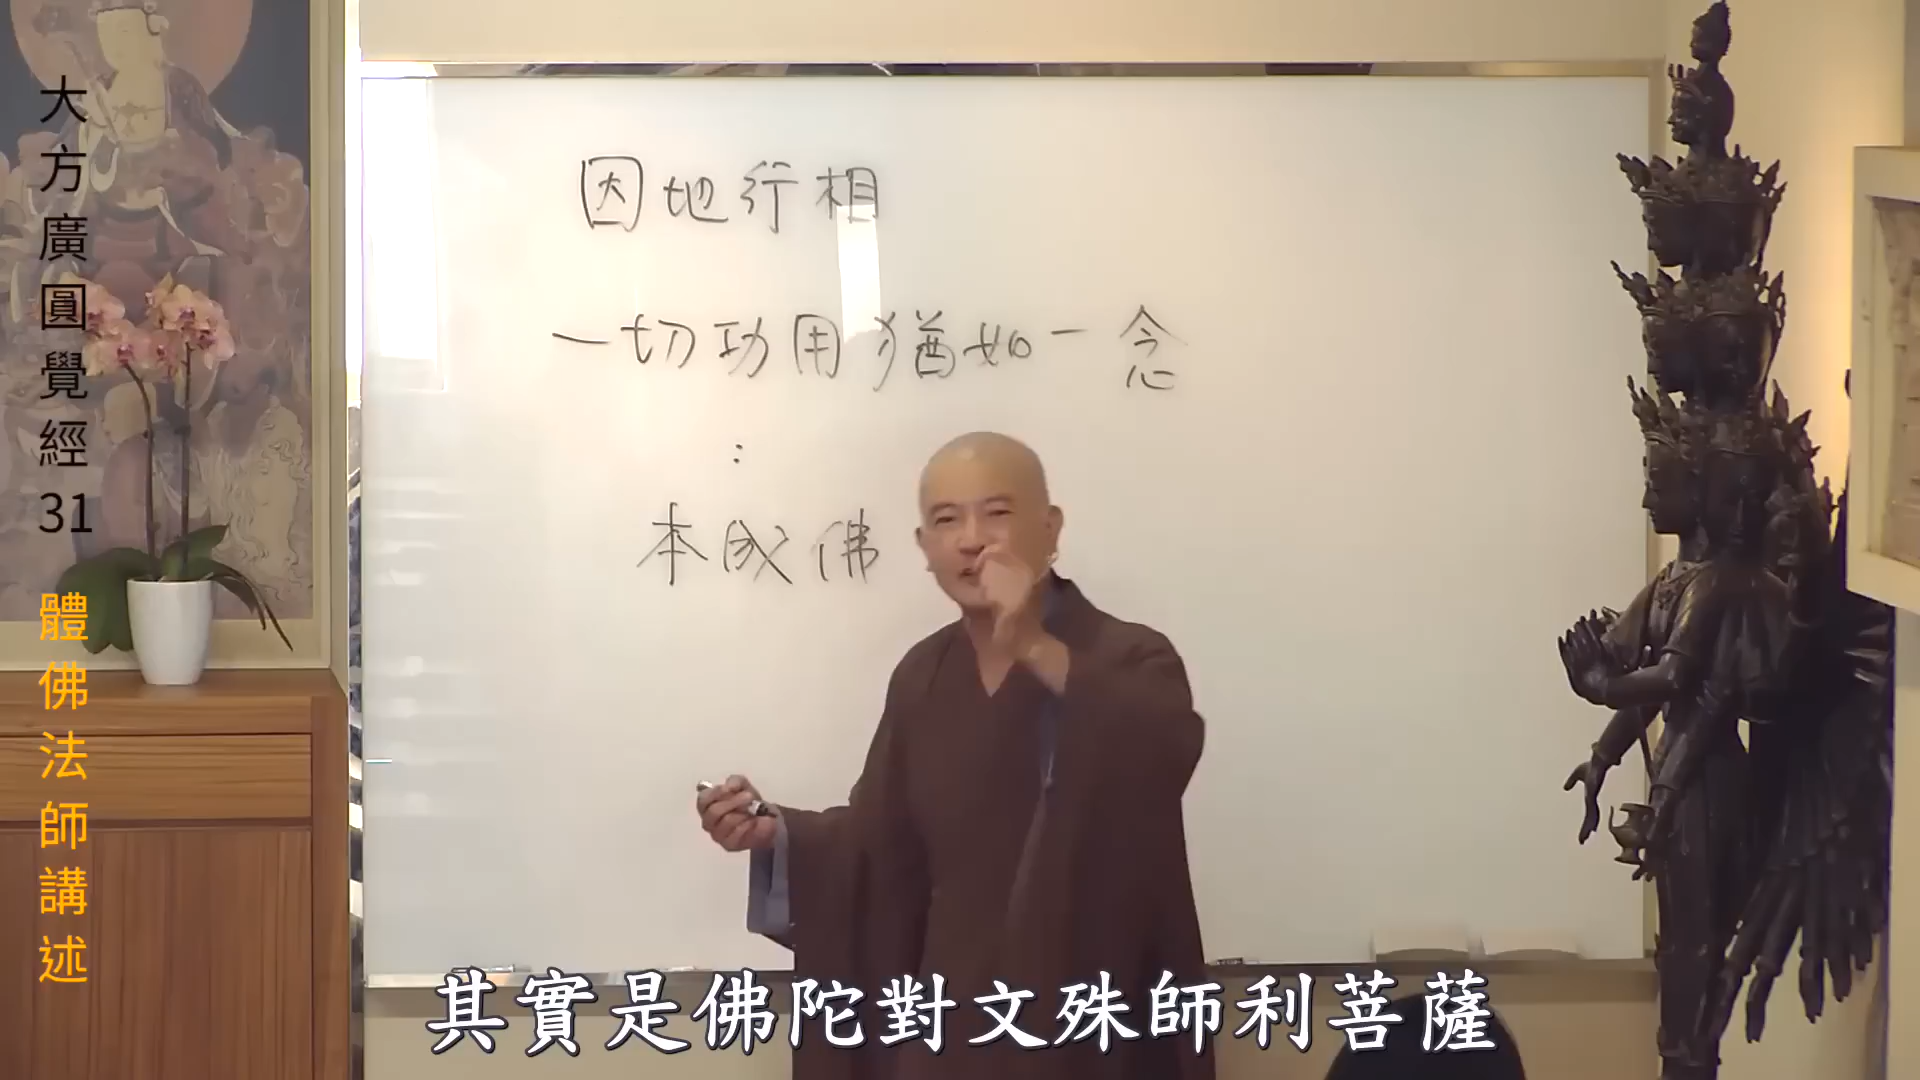 大方廣圓覺經31
體佛法師講述
因地行相
一切功用猶如一念
:
本成佛
其實是佛陀對文殊師利菩薩